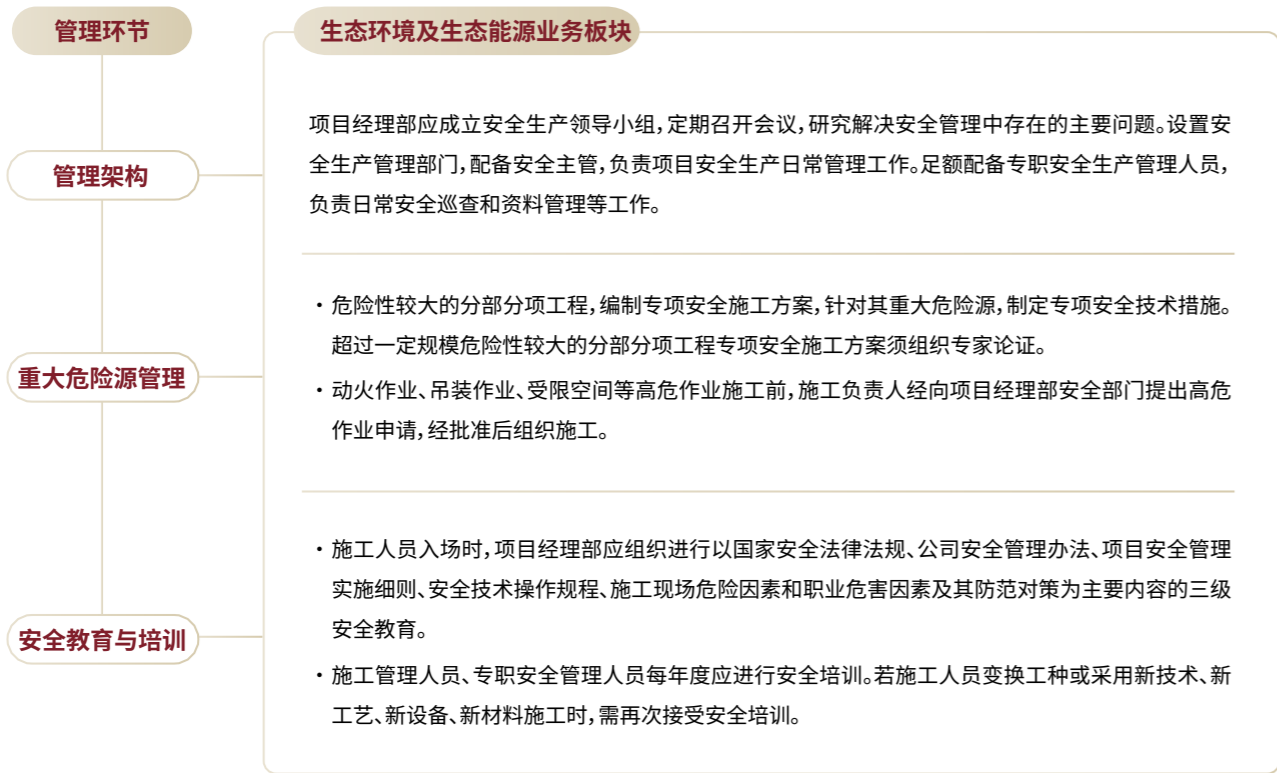 管理环节
生态环境及生态能源业务板块
管理架构
项目经理部应成立安全生产领导小组，定期召开会议，研究解决安全管理中存在的主要问题。设置安
全生产管理部门，配备安全主管，负责项目安全生产日常管理工作。足额配备专职安全生产管理人员，
负责日常安全巡查和资料管理等工作。
重大危险源管理
·危险性较大的分部分项工程，编制专项安全施工方案，针对其重大危险源，制定专项安全技术措施。
超过一定规模危险性较大的分部分项工程专项安全施工方案须组织专家论证。
·动火作业、吊装作业、受限空间等高危作业施工前，施工负责人经向项目经理部安全部门提出高危
作业申请，经批准后组织施工。
安全教育与培训
·施工人员入场时，项目经理部应组织进行以国家安全法律法规、公司安全管理办法、项目安全管理
实施细则、安全技术操作规程、施工现场危险因素和职业危害因素及其防范对策为主要内容的三级
安全教育。
·施工管理人员、专职安全管理人员每年度应进行安全培训。若施工人员变换工种或采用新技术、新
工艺、新设备、新材料施工时，需再次接受安全培训。